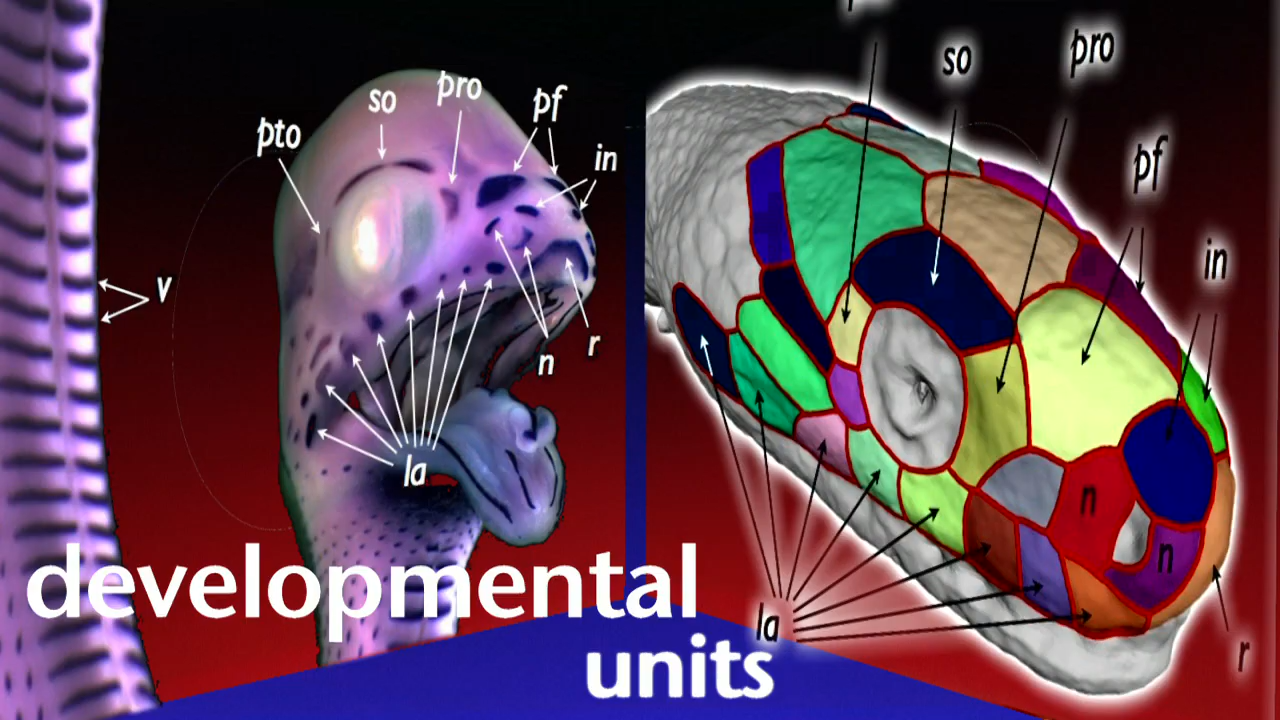 so
pro
pf
pto
in
v
r
n
la
so
pro
pf
in
n
n
la
r
developmental
units